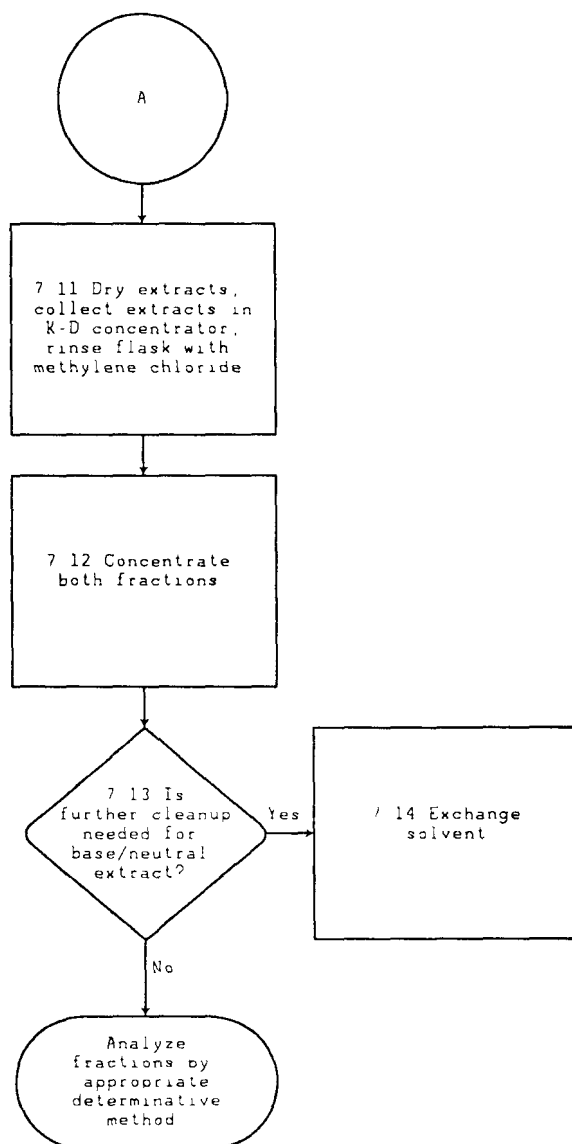 A
7 11 Dry extracts,
collect extracts in
K-D concentrator,
rinse flask with
methylene chloride
7 12 Concentrate
both fractions
7 13 Is
further cleanup
needed for
base/neutral
extract?
Yes
7 14 Exchange
solvent
No
Analyze
fractions by
appropriate
determinative
method